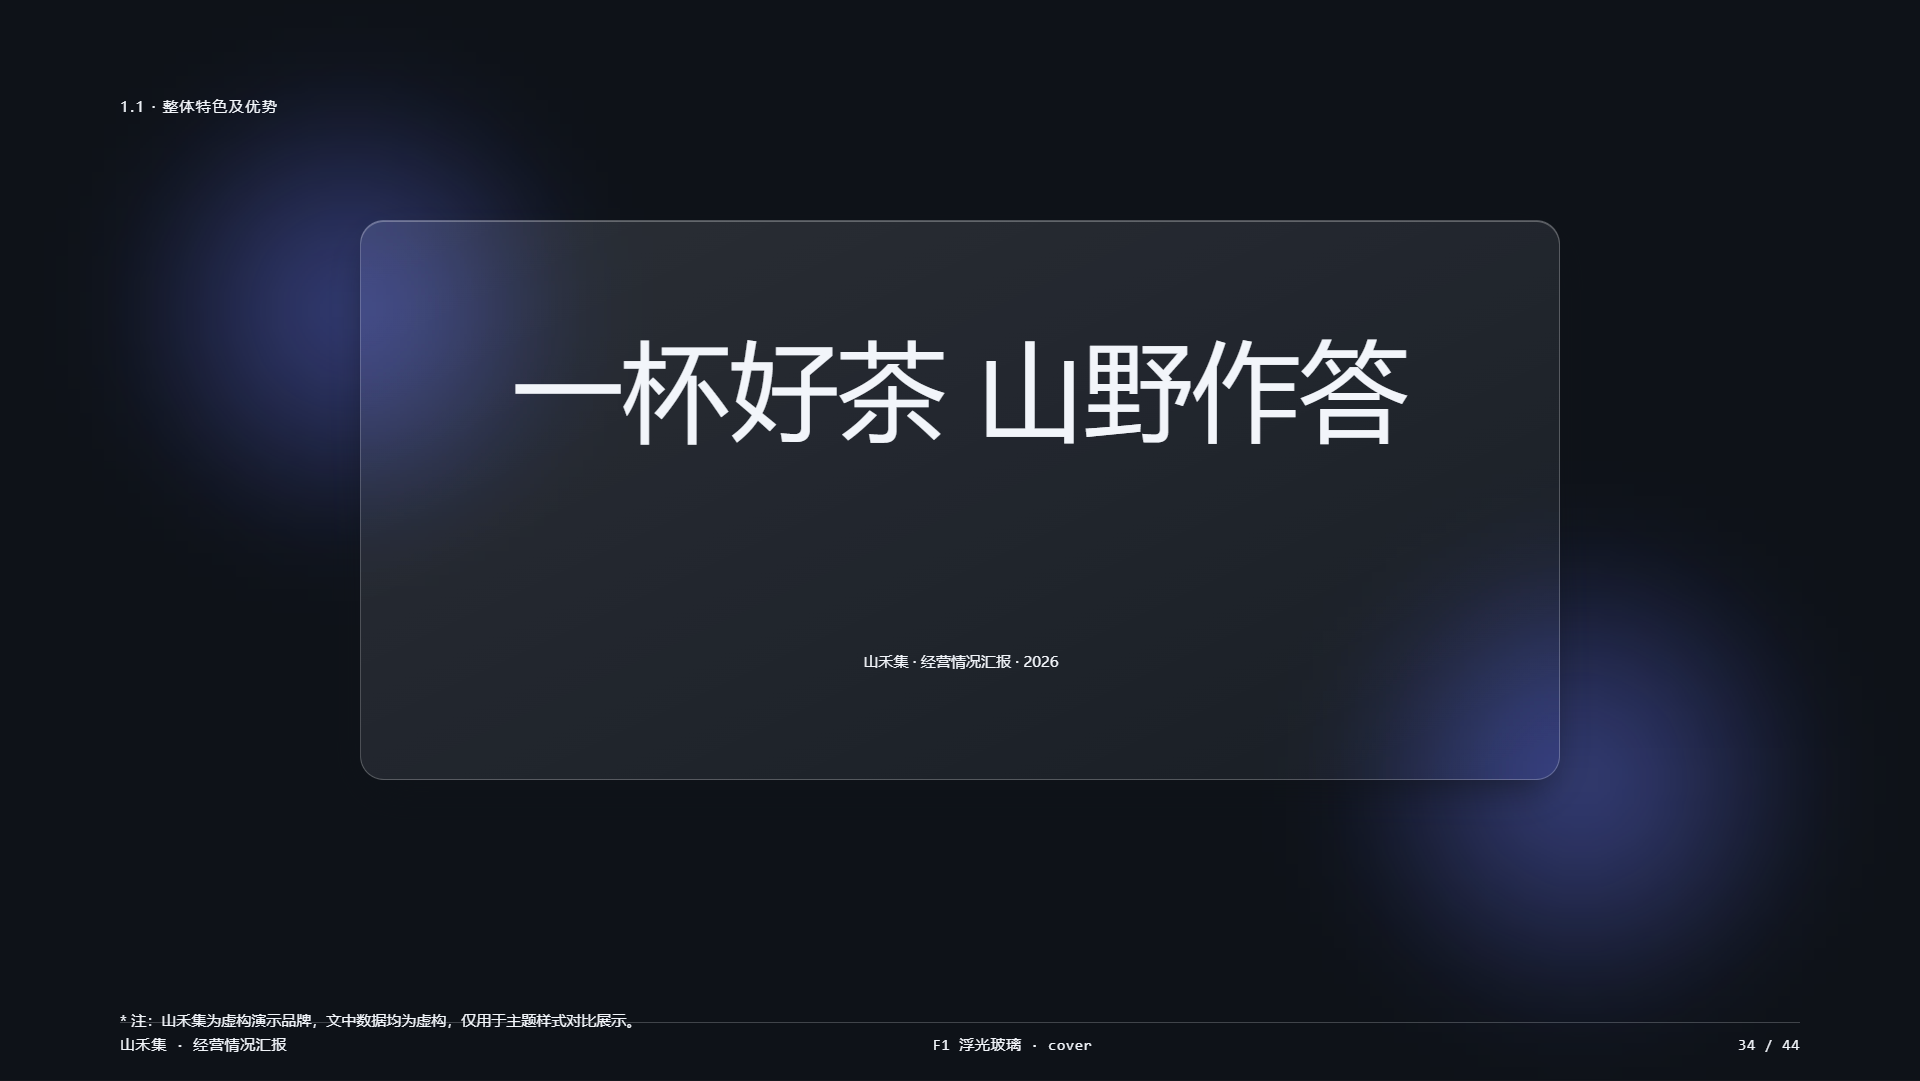 1.1 · 整体特色及优势
一杯好茶 山野作答
山禾集 · 经营情况汇报 · 2026
* 注：山禾集为虚构演示品牌，文中数据均为虚构，仅用于主题样式对比展示。
山禾集 · 经营情况汇报
F1 浮光玻璃 · cover
34 / 44